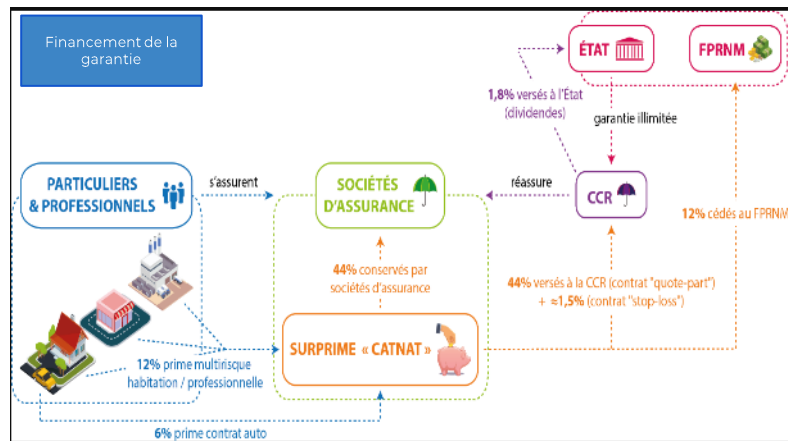 Financement de la
garantie
ÉTAT
FPRNM
1,8% versés à l'État
(dividendes)
garantie illimitée
PARTICULIERS
& PROFESSIONNELS
s'assurent
SOCIÉTÉS
D'ASSURANCE
réassure
CCR
12% cédés au FPRNM
44% conservés par
sociétés d'assurance
44% versés à la CCR (contrat "quote-part")
+ ≈1,5% (contrat "stop-loss")
12% prime multirisque
habitation / professionnelle
SURPRIME « CATNAT »
6% prime contrat auto